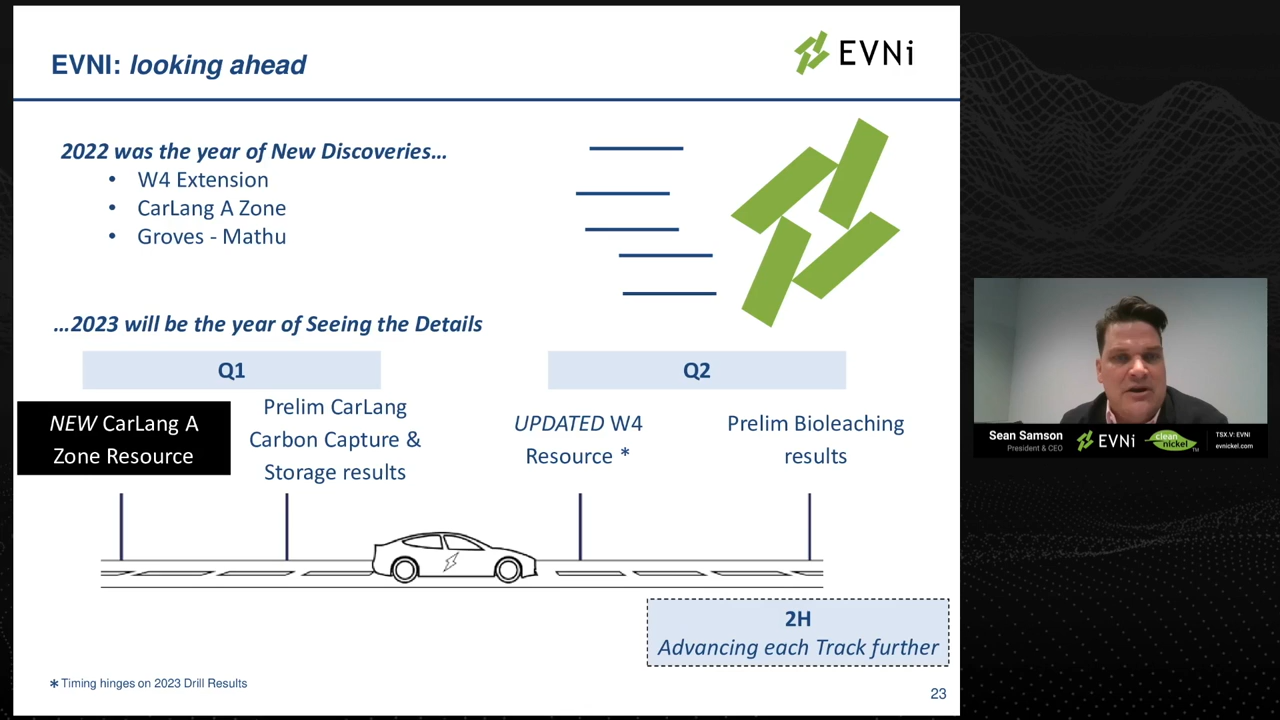 EVNI: looking ahead
EVNi
2022 was the year of New Discoveries…
• W4 Extension
• CarLang A Zone
• Groves - Mathu
…2023 will be the year of Seeing the Details
Q1
Q2
NEW CarLang A
Zone Resource
Prelim CarLang
Carbon Capture &
Storage results
UPDATED W4
Resource *
Prelim Bioleaching
results
2H
Advancing each Track further
* Timing hinges on 2023 Drill Results
23
Sean Samson
President & CEO
EVNi
clean
nickel
TM
TSX.V: EVNI
evnickel.com